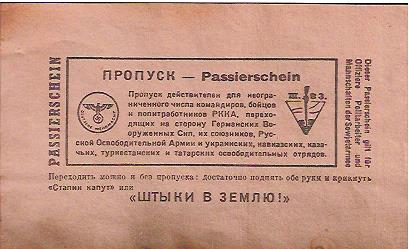 PASSIERSCHEIN
ПРОПУСК — Passierschein
Пропуск действителен для неогра-
ниченного числа командиров, бойцов
и политработников РККА, перехо-
дящих на сторону Германских Во-
оруженных Сил, их союзников, Рус-
ской Освободительной Армии и украинских, кавказских, каза-
чьих, туркестанских и татарских освободительных отрядов.
Переходить можно и без пропуска: достаточно поднять обе руки и крикнуть
«Сталин капут» или
«ШТЫКИ В ЗЕМЛЮ!»
Dieser Passierschein gilt für
Offiziere Politarbeiter und
Mannschaften der Sowjetarmee